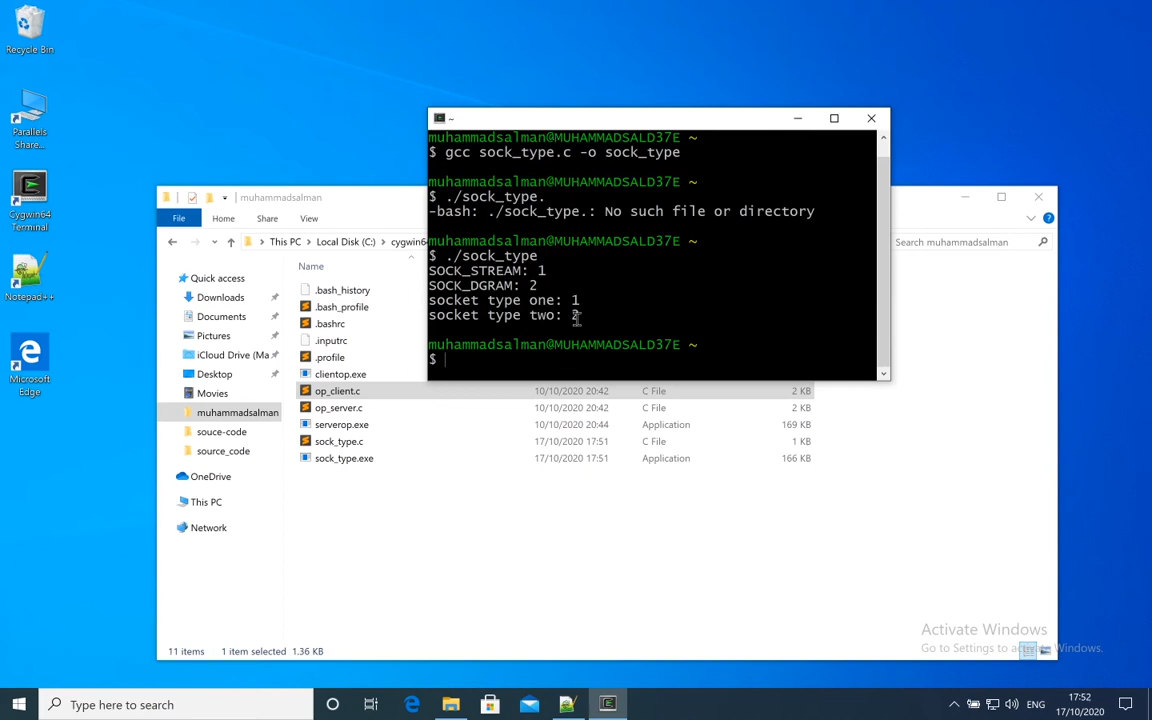 Recycle Bin
Parallels
Share...
Cygwin64
Terminal
Notepad++
Microsoft
Edge
muhammadsalman
File
Home
Share
View
This PC
Local Disk (C:)
Search muhammadsalman
Quick access
Downloads
Documents
Pictures
iCloud Drive (Ma
Desktop
Movies
muhammadsalman
souce-code
source_code
OneDrive
This PC
Network
Name
.bash_history
.bash_profile
.bashrc
.inputrc
.profile
clientop.exe
op_client.c 10/10/2020 20:42 C File 2 KB
op_server.c 10/10/2020 20:42 C File 2 KB
serverop.exe 10/10/2020 20:44 Application 169 KB
sock_type.c 17/10/2020 17:51 C File 1 KB
sock_type.exe 17/10/2020 17:51 Application 166 KB
11 items 1 item selected 1.36 KB
~
muhammadsalman@MUHAMMADSALD37E ~
$ gcc sock_type.c -o sock_type
muhammadsalman@MUHAMMADSALD37E ~
$ ./sock_type.
-bash: ./sock_type.: No such file or directory
muhammadsalman@MUHAMMADSALD37E ~
$ ./sock_type
SOCK_STREAM: 1
SOCK_DGRAM: 2
socket type one: 1
socket type two: 2
muhammadsalman@MUHAMMADSALD37E ~
$
Activate Windows
Go to Settings to activate Windows.
Type here to search
ENG
17:52
17/10/2020